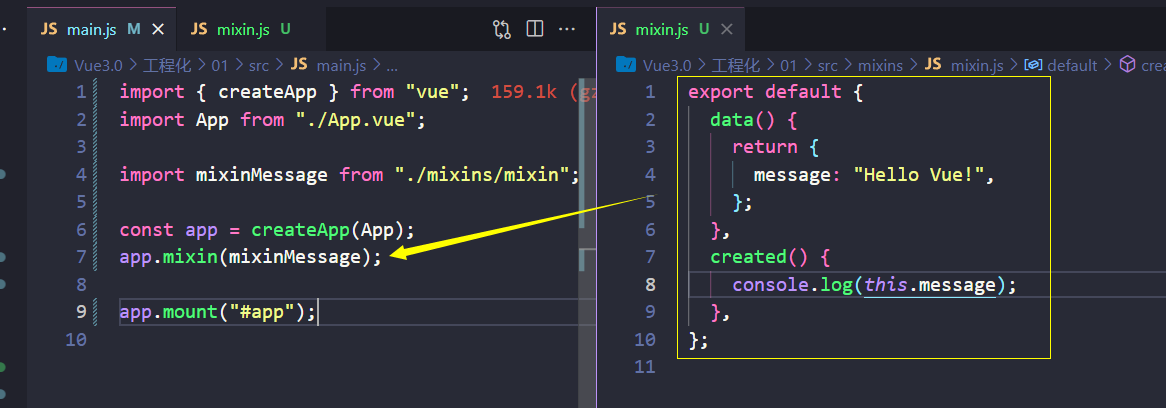 JS main.js M ×
JS mixin.js U
Vue3.0 > 工程化 > 01 > src > JS main.js > ...
1 import { createApp } from "vue"; 159.1k (gz
2 import App from "./App.vue";
3
4 import mixinMessage from "./mixins/mixin";
5
6 const app = createApp(App);
7 app.mixin(mixinMessage);
8
9 app.mount("#app");
10
JS mixin.js U ×
Vue3.0 > 工程化 > 01 > src > mixins > JS mixin.js > default > crea
1 export default {
2 data() {
3 return {
4 message: "Hello Vue!",
5 };
6 },
7 created() {
8 console.log(this.message);
9 },
10 };
11